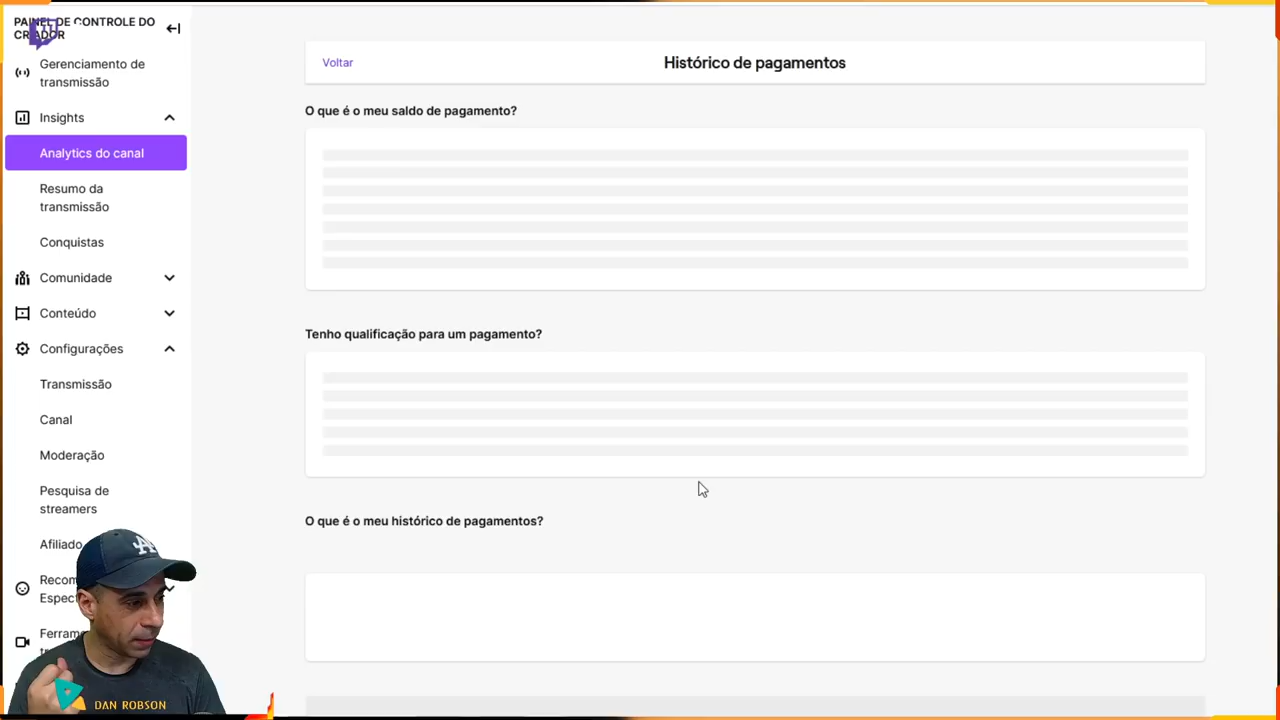 PAINEL DE CONTROLE DO
CRIADOR
Gerenciamento de
transmissão
Insights
Analytics do canal
Resumo da
transmissão
Conquistas
Comunidade
Conteúdo
Configurações
Transmissão
Canal
Moderação
Pesquisa de
streamers
Afiliado
Voltar
Histórico de pagamentos
O que é o meu saldo de pagamento?
Tenho qualificação para um pagamento?
O que é o meu histórico de pagamentos?
DAN ROBSON